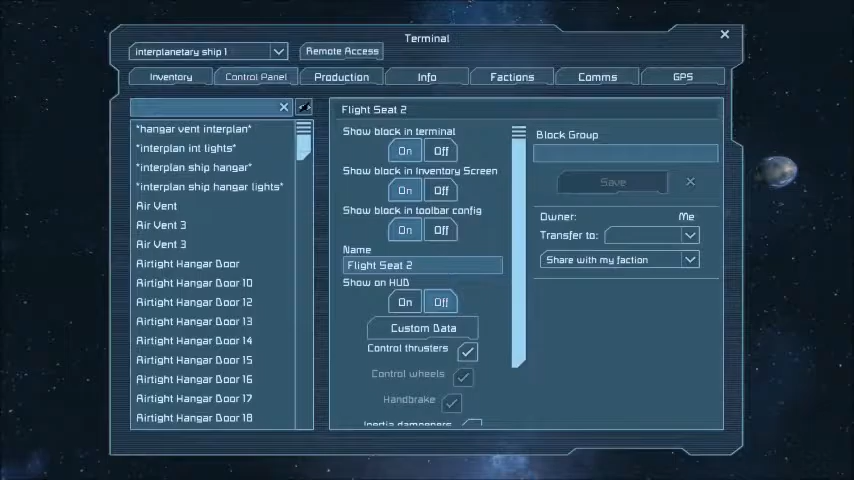 Terminal
interplanetary ship 1
Remote Access
Inventory
Control Panel
Production
Info
Factions
Comms
GPS
*hangar vent interplan*
*interplan int lights*
*interplan ship hangar*
*interplan ship hangar lights*
Air Vent
Air Vent 3
Air Vent 3
Airtight Hangar Door
Airtight Hangar Door 10
Airtight Hangar Door 12
Airtight Hangar Door 13
Airtight Hangar Door 14
Airtight Hangar Door 15
Airtight Hangar Door 16
Airtight Hangar Door 17
Airtight Hangar Door 18
Flight Seat 2
Show block in terminal
On Off
Show block in Inventory Screen
On Off
Show block in toolbar config
On Off
Name
Flight Seat 2
Show on HUD
On Off
Custom Data
Control thrusters
Control wheels
Handbrake
Inertia dampeners
Block Group
Save
Owner: Me
Transfer to:
Share with my faction